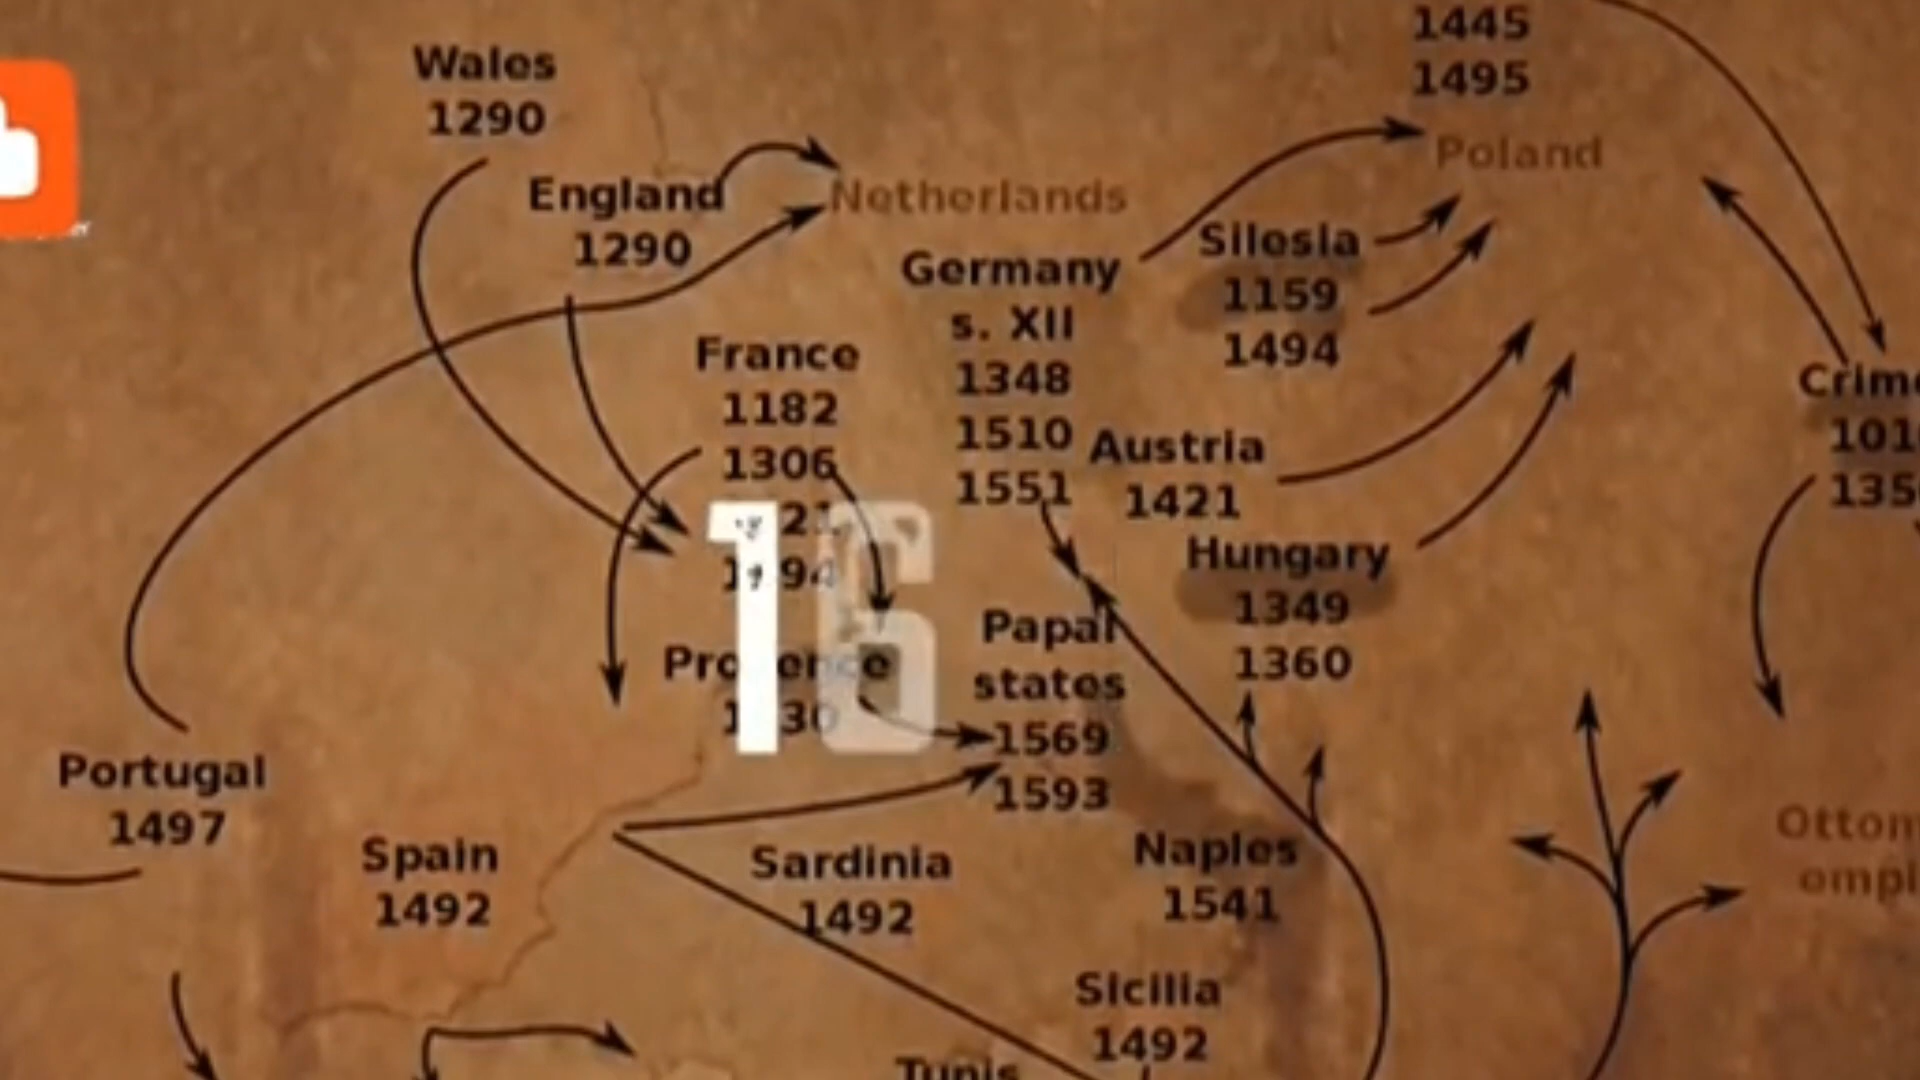 1445
1495
Wales
1290
Poland
England
1290
Netherlands
Silesia
1159
1494
Germany
s. XII
1348
1510
1551
France
1182
1306
Austria
1421
Hungary
1349
1360
16
Provence
Papal
states
1569
1593
Portugal
1497
Spain
1492
Sardinia
1492
Naples
1541
Sicilia
1492
Tunis